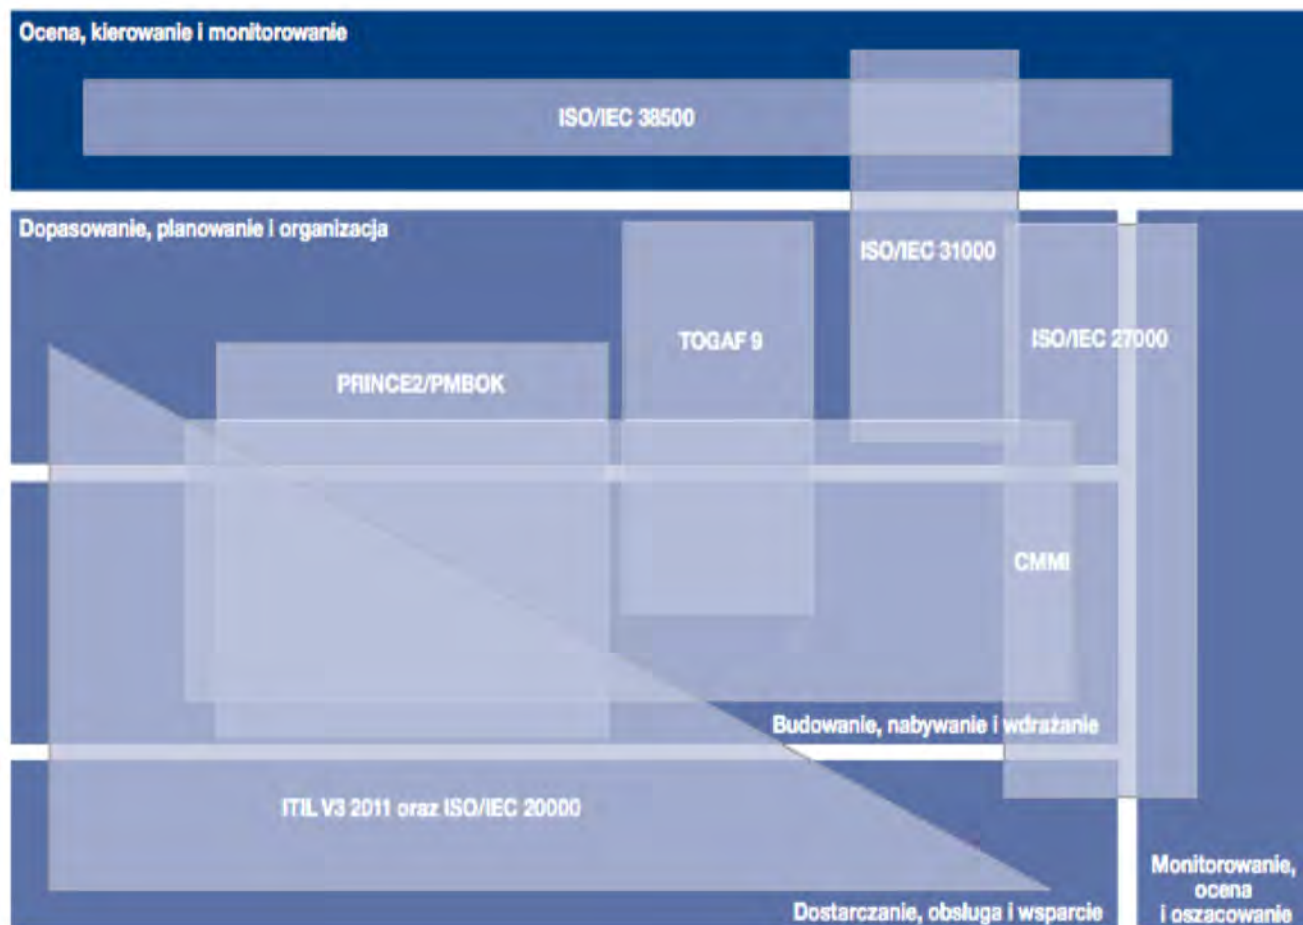 Ocena, kierowanie i monitorowanie
ISO/IEC 38500
Dopasowanie, planowanie i organizacja
ISO/IEC 31000
TOGAF 9
ISO/IEC 27000
PRINCE2/PMBOK
CMMI
Budowanie, nabywanie i wdrażanie
ITIL V3 2011 oraz ISO/IEC 20000
Dostarczanie, obsługa i wsparcie
Monitorowanie,
ocena
i oszacowanie